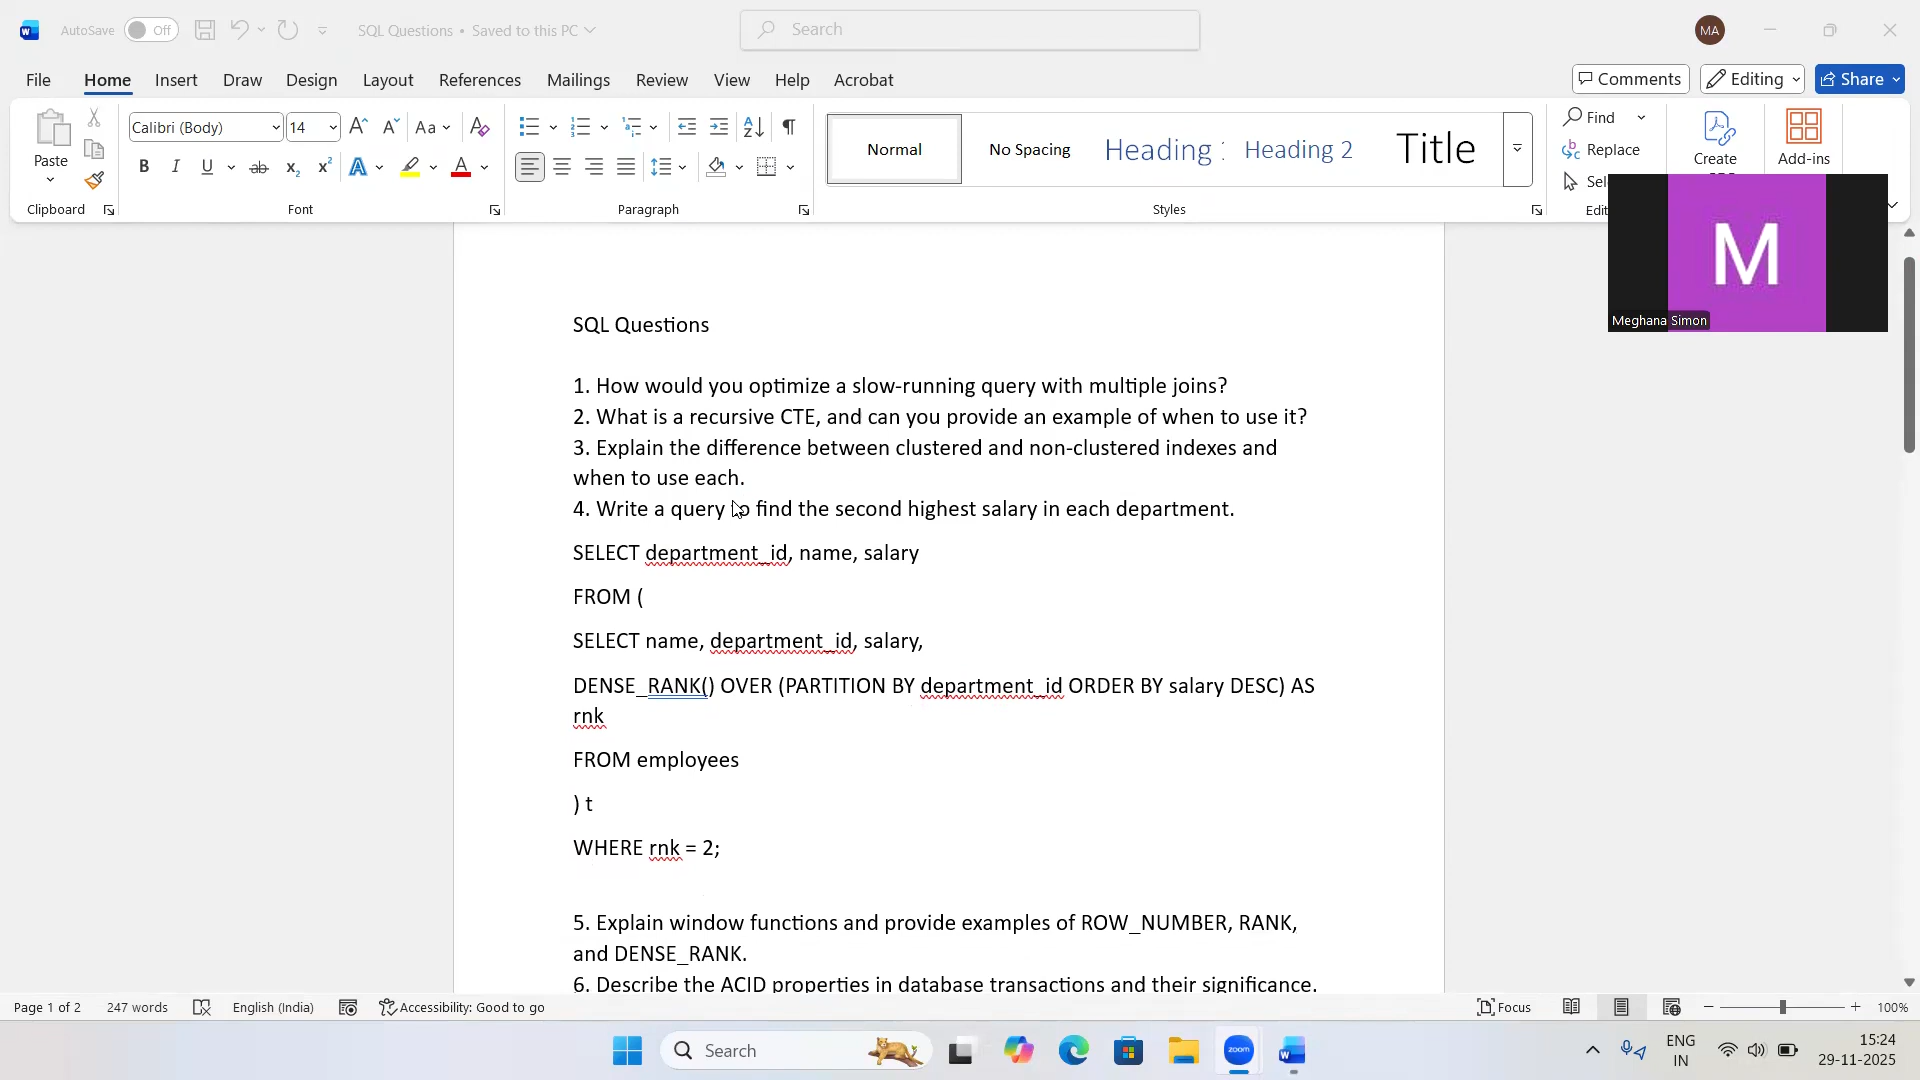 AutoSave Off SQL Questions • Saved to this PC Search MA
File Home Insert Draw Design Layout References Mailings Review View Help Acrobat Comments Editing Share
Paste
Clipboard
Calibri (Body) 14
Aa
B I U ab x₂ x² A A
Font
Paragraph
Normal No Spacing Heading Heading 2 Title
Styles
Find
Replace
Create
Add-ins
M
Meghana Simon
SQL Questions
1. How would you optimize a slow-running query with multiple joins?
2. What is a recursive CTE, and can you provide an example of when to use it?
3. Explain the difference between clustered and non-clustered indexes and
when to use each.
4. Write a query to find the second highest salary in each department.
SELECT department_id, name, salary
FROM (
SELECT name, department_id, salary,
DENSE_RANK() OVER (PARTITION BY department_id ORDER BY salary DESC) AS
rnk
FROM employees
) t
WHERE rnk = 2;
5. Explain window functions and provide examples of ROW_NUMBER, RANK,
and DENSE_RANK.
6. Describe the ACID properties in database transactions and their significance.
Page 1 of 2 247 words English (India) Accessibility: Good to go Focus 100%
Search zoom ENG
IN
15:24
29-11-2025